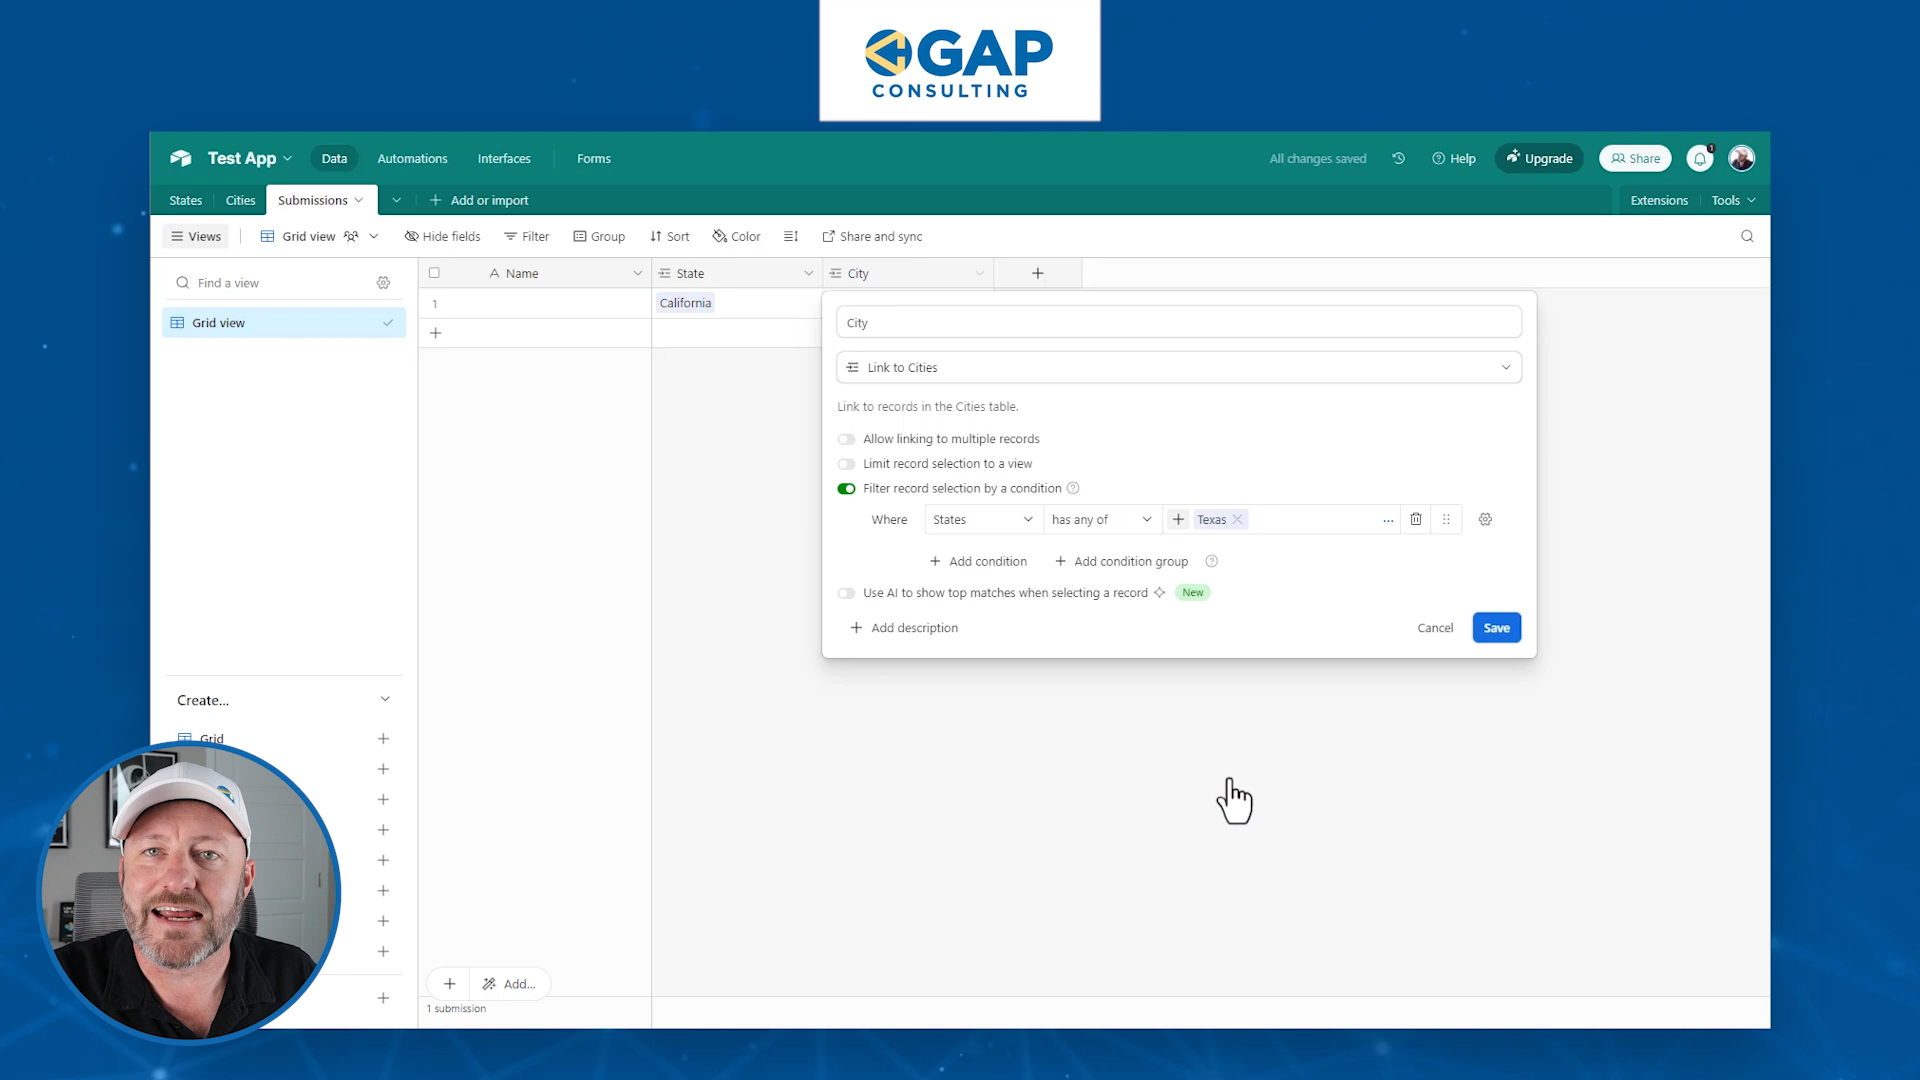 GAP
CONSULTING
Test App
Data
Automations
Interfaces
Forms
All changes saved
Help
Upgrade
Share
1
States
Cities
Submissions
Add or import
Extensions
Tools
Views
Grid view
Hide fields
Filter
Group
Sort
Color
Share and sync
Find a view
Grid view
Name
State
City
1
California
City
Link to Cities
Link to records in the Cities table.
Allow linking to multiple records
Limit record selection to a view
Filter record selection by a condition
Where
States
has any of
Texas
Add condition
Add condition group
Use AI to show top matches when selecting a record
New
Add description
Cancel
Save
Create...
Grid
Add...
1 submission